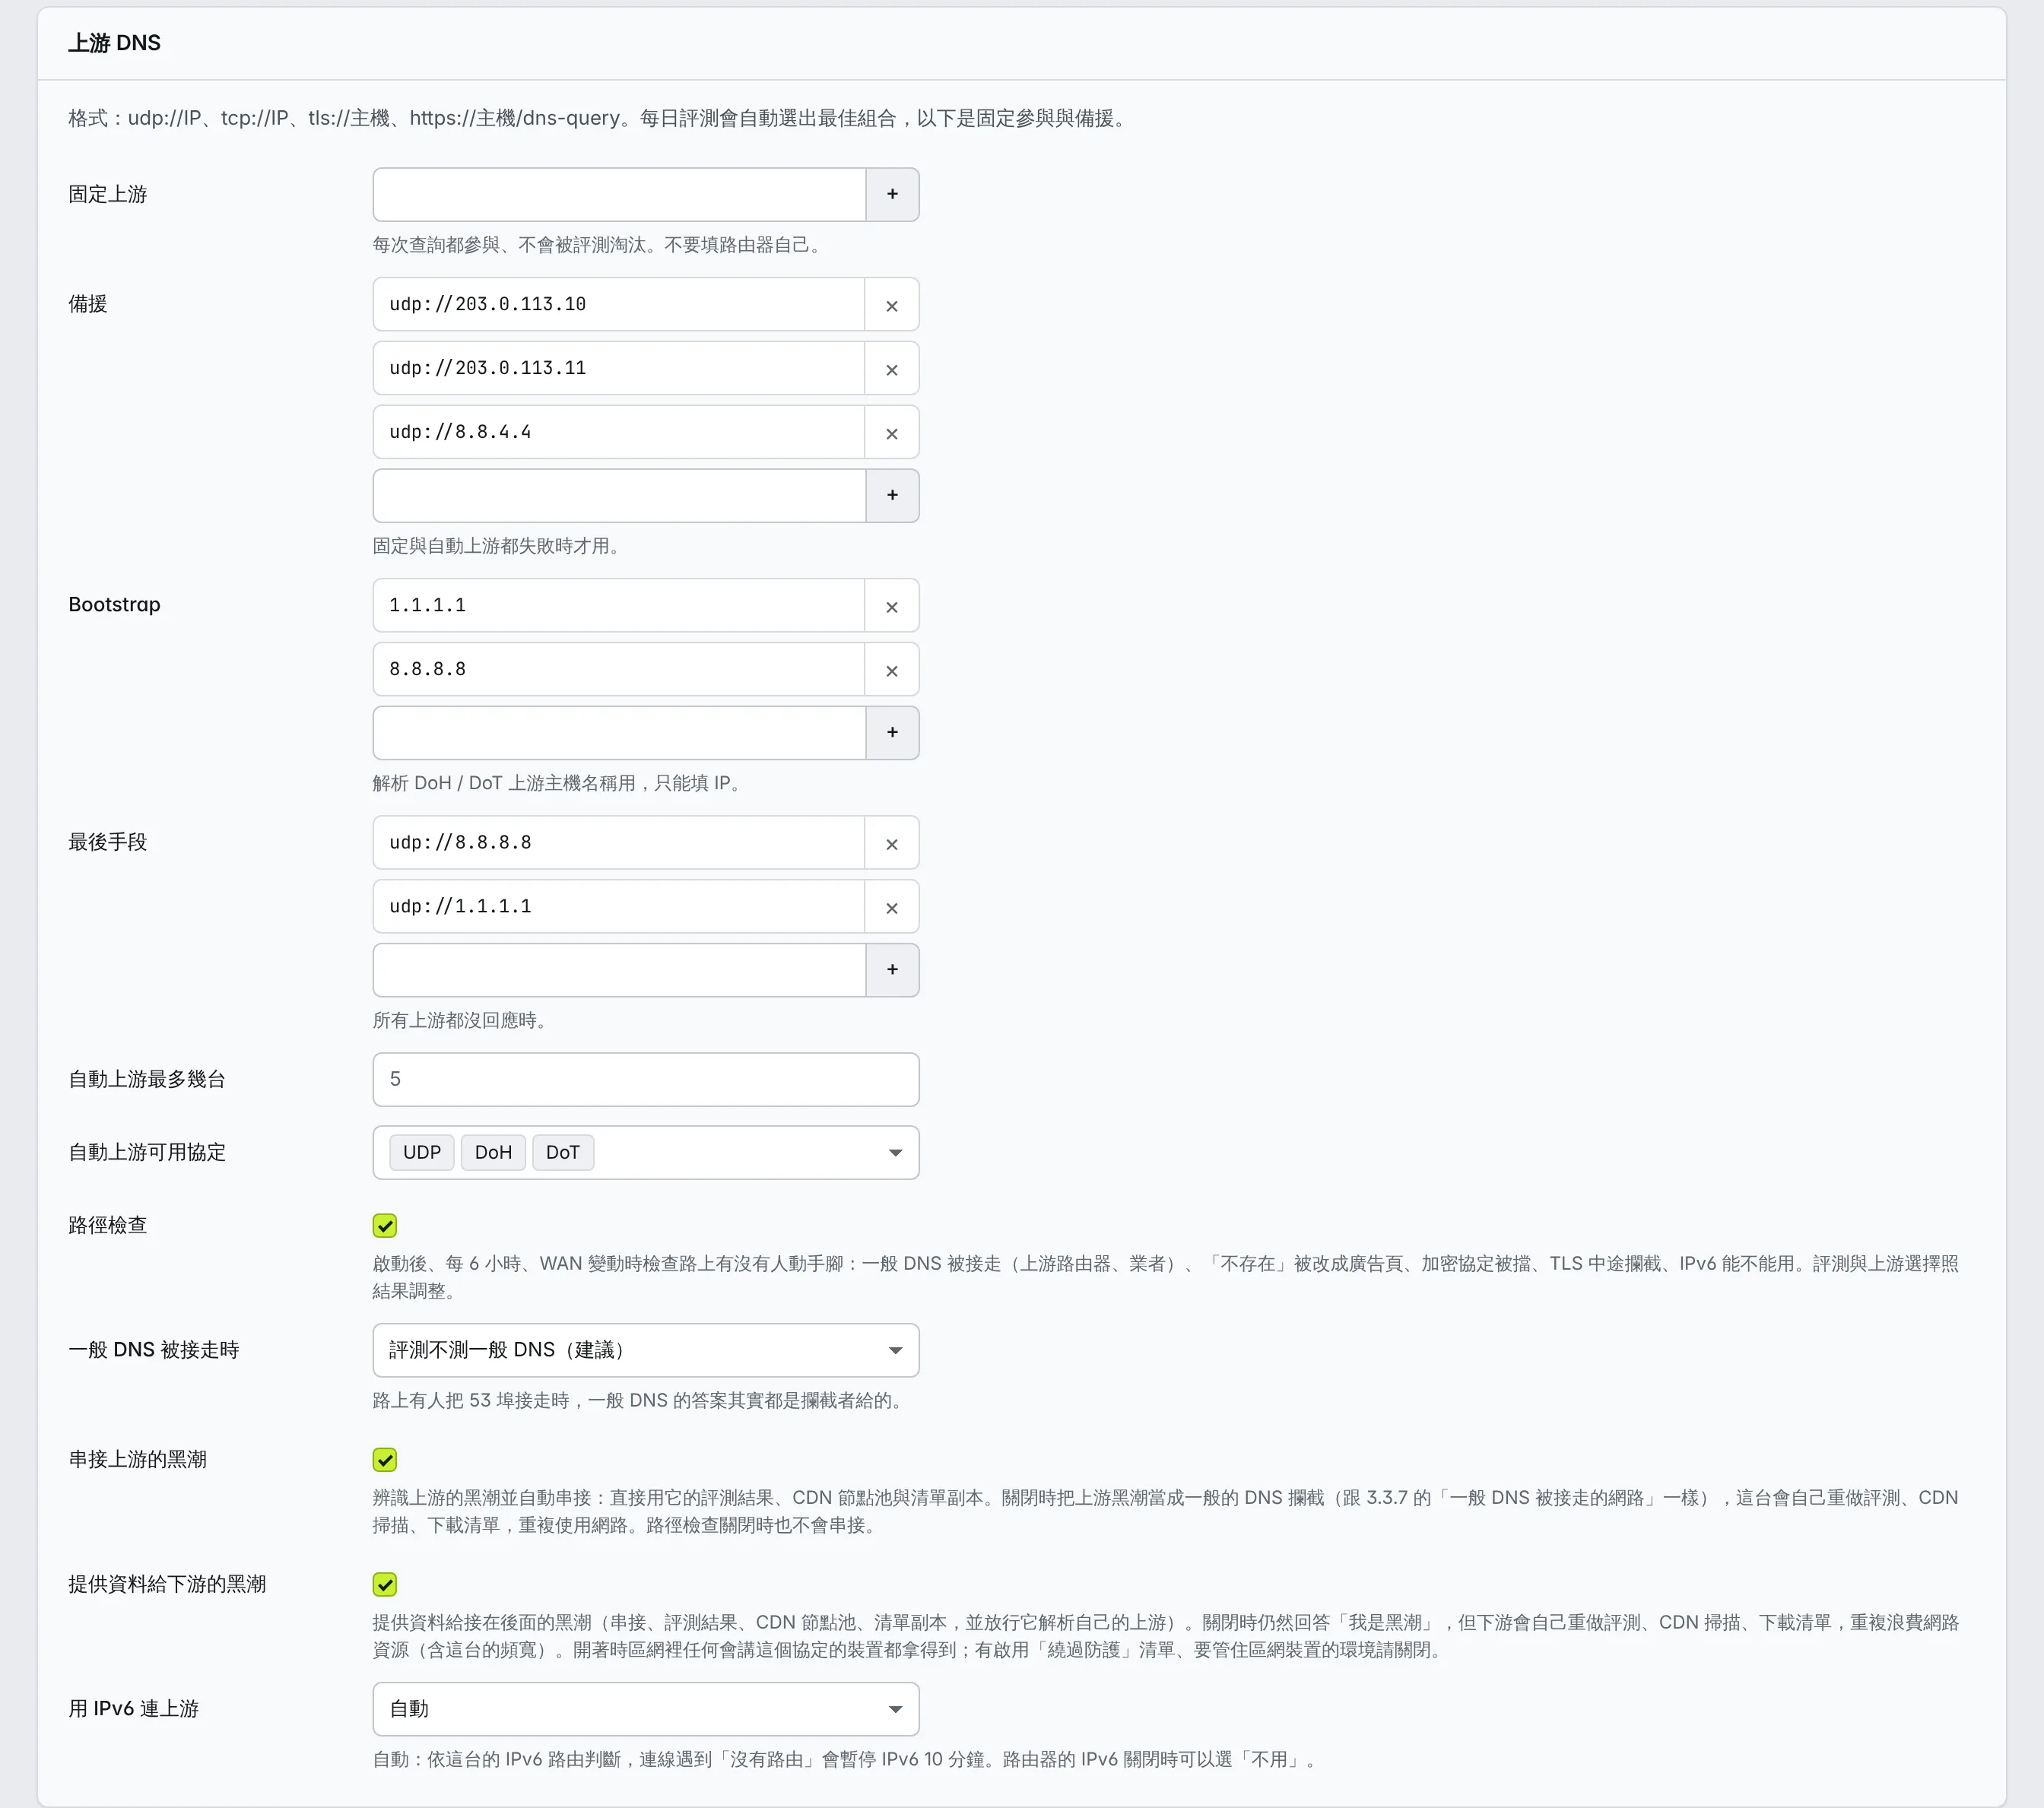 上游 DNS
格式：udp://IP、tcp://IP、tls://主機、https://主機/dns-query。每日評測會自動選出最佳組合，以下是固定參與與備援。
固定上游
+
每次查詢都參與、不會被評測淘汰。不要填路由器自己。
備援
udp://203.0.113.10
×
udp://203.0.113.11
×
udp://8.8.4.4
×
+
固定與自動上游都失敗時才用。
Bootstrap
1.1.1.1
×
8.8.8.8
×
+
解析 DoH / DoT 上游主機名稱用，只能填 IP。
最後手段
udp://8.8.8.8
×
udp://1.1.1.1
×
+
所有上游都沒回應時。
自動上游最多幾台
5
自動上游可用協定
UDP DoH DoT
路徑檢查
啟動後、每 6 小時、WAN 變動時檢查路上有沒有人動手腳：一般 DNS 被接走（上游路由器、業者）、「不存在」被改成廣告頁、加密協定被擋、TLS 中途攔截、IPv6 能不能用。評測與上游選擇照
結果調整。
一般 DNS 被接走時
評測不測一般 DNS（建議）
路上有人把 53 埠接走時，一般 DNS 的答案其實都是攔截者給的。
串接上游的黑潮
辨識上游的黑潮並自動串接：直接用它的評測結果、CDN 節點池與清單副本。關閉時把上游黑潮當成一般的 DNS 攔截（跟 3.3.7 的「一般 DNS 被接走的網路」一樣），這台會自己重做評測、CDN
掃描、下載清單，重複使用網路。路徑檢查關閉時也不會串接。
提供資料給下游的黑潮
提供資料給接在後面的黑潮（串接、評測結果、CDN 節點池、清單副本，並放行它解析自己的上游）。關閉時仍然回答「我是黑潮」，但下游會自己重做評測、CDN 掃描、下載清單，重複浪費網路
資源（含這台的頻寬）。開著時區網裡任何會講這個協定的裝置都拿得到；有啟用「繞過防護」清單、要管住區網裝置的環境請關閉。
用 IPv6 連上游
自動
自動：依這台的 IPv6 路由判斷，連線遇到「沒有路由」會暫停 IPv6 10 分鐘。路由器的 IPv6 關閉時可以選「不用」。